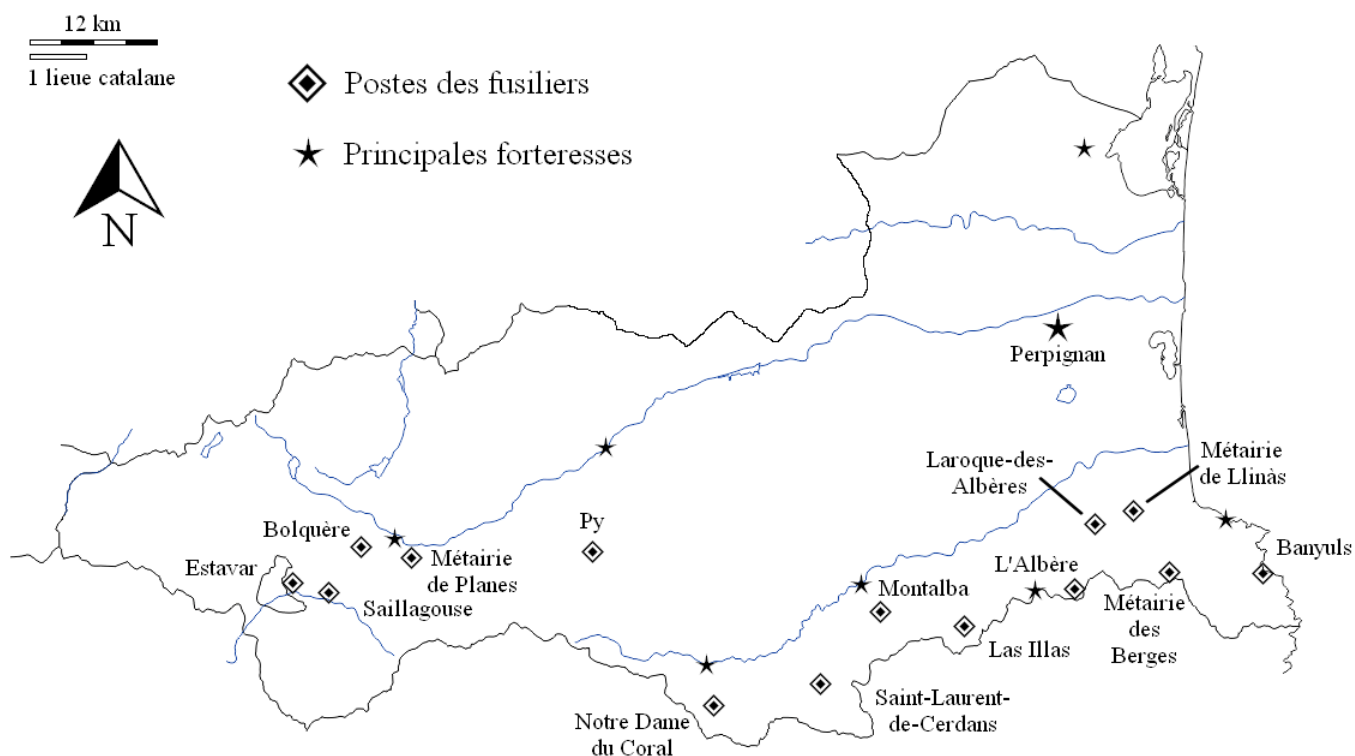 12 km
1 lieue catalane
Postes des fusiliers
Principales forteresses
N
Perpignan
Laroque-des-
Albères
Métairie
de Llinàs
Bolquère
Py
Métairie
de Planes
Estavar
Saillagouse
Banyuls
L'Albère
Montalba
Métairie
des
Berges
Las Illas
Saint-Laurent-
de-Cerdans
Notre Dame
du Coral